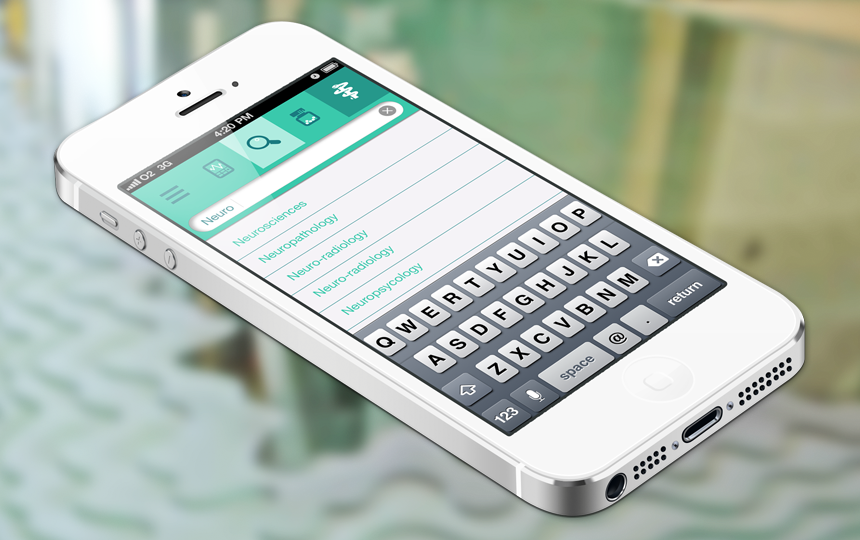 O2 3G 4:20 PM
Neuro
Neurosciences
Neuropathology
Neuro-radiology
Neuro-radiology
Neuropsycology
Q W E R T Y U I O P
A S D F G H J K L
Z X C V B N M
123 space @ . return